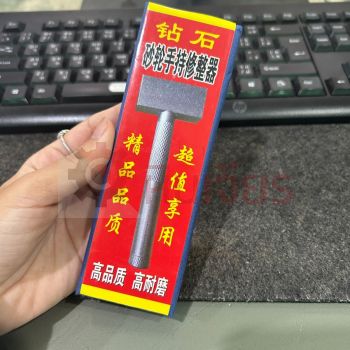 钻石
砂轮手持修整器
精品品质
超值享用
高品质 高耐磨